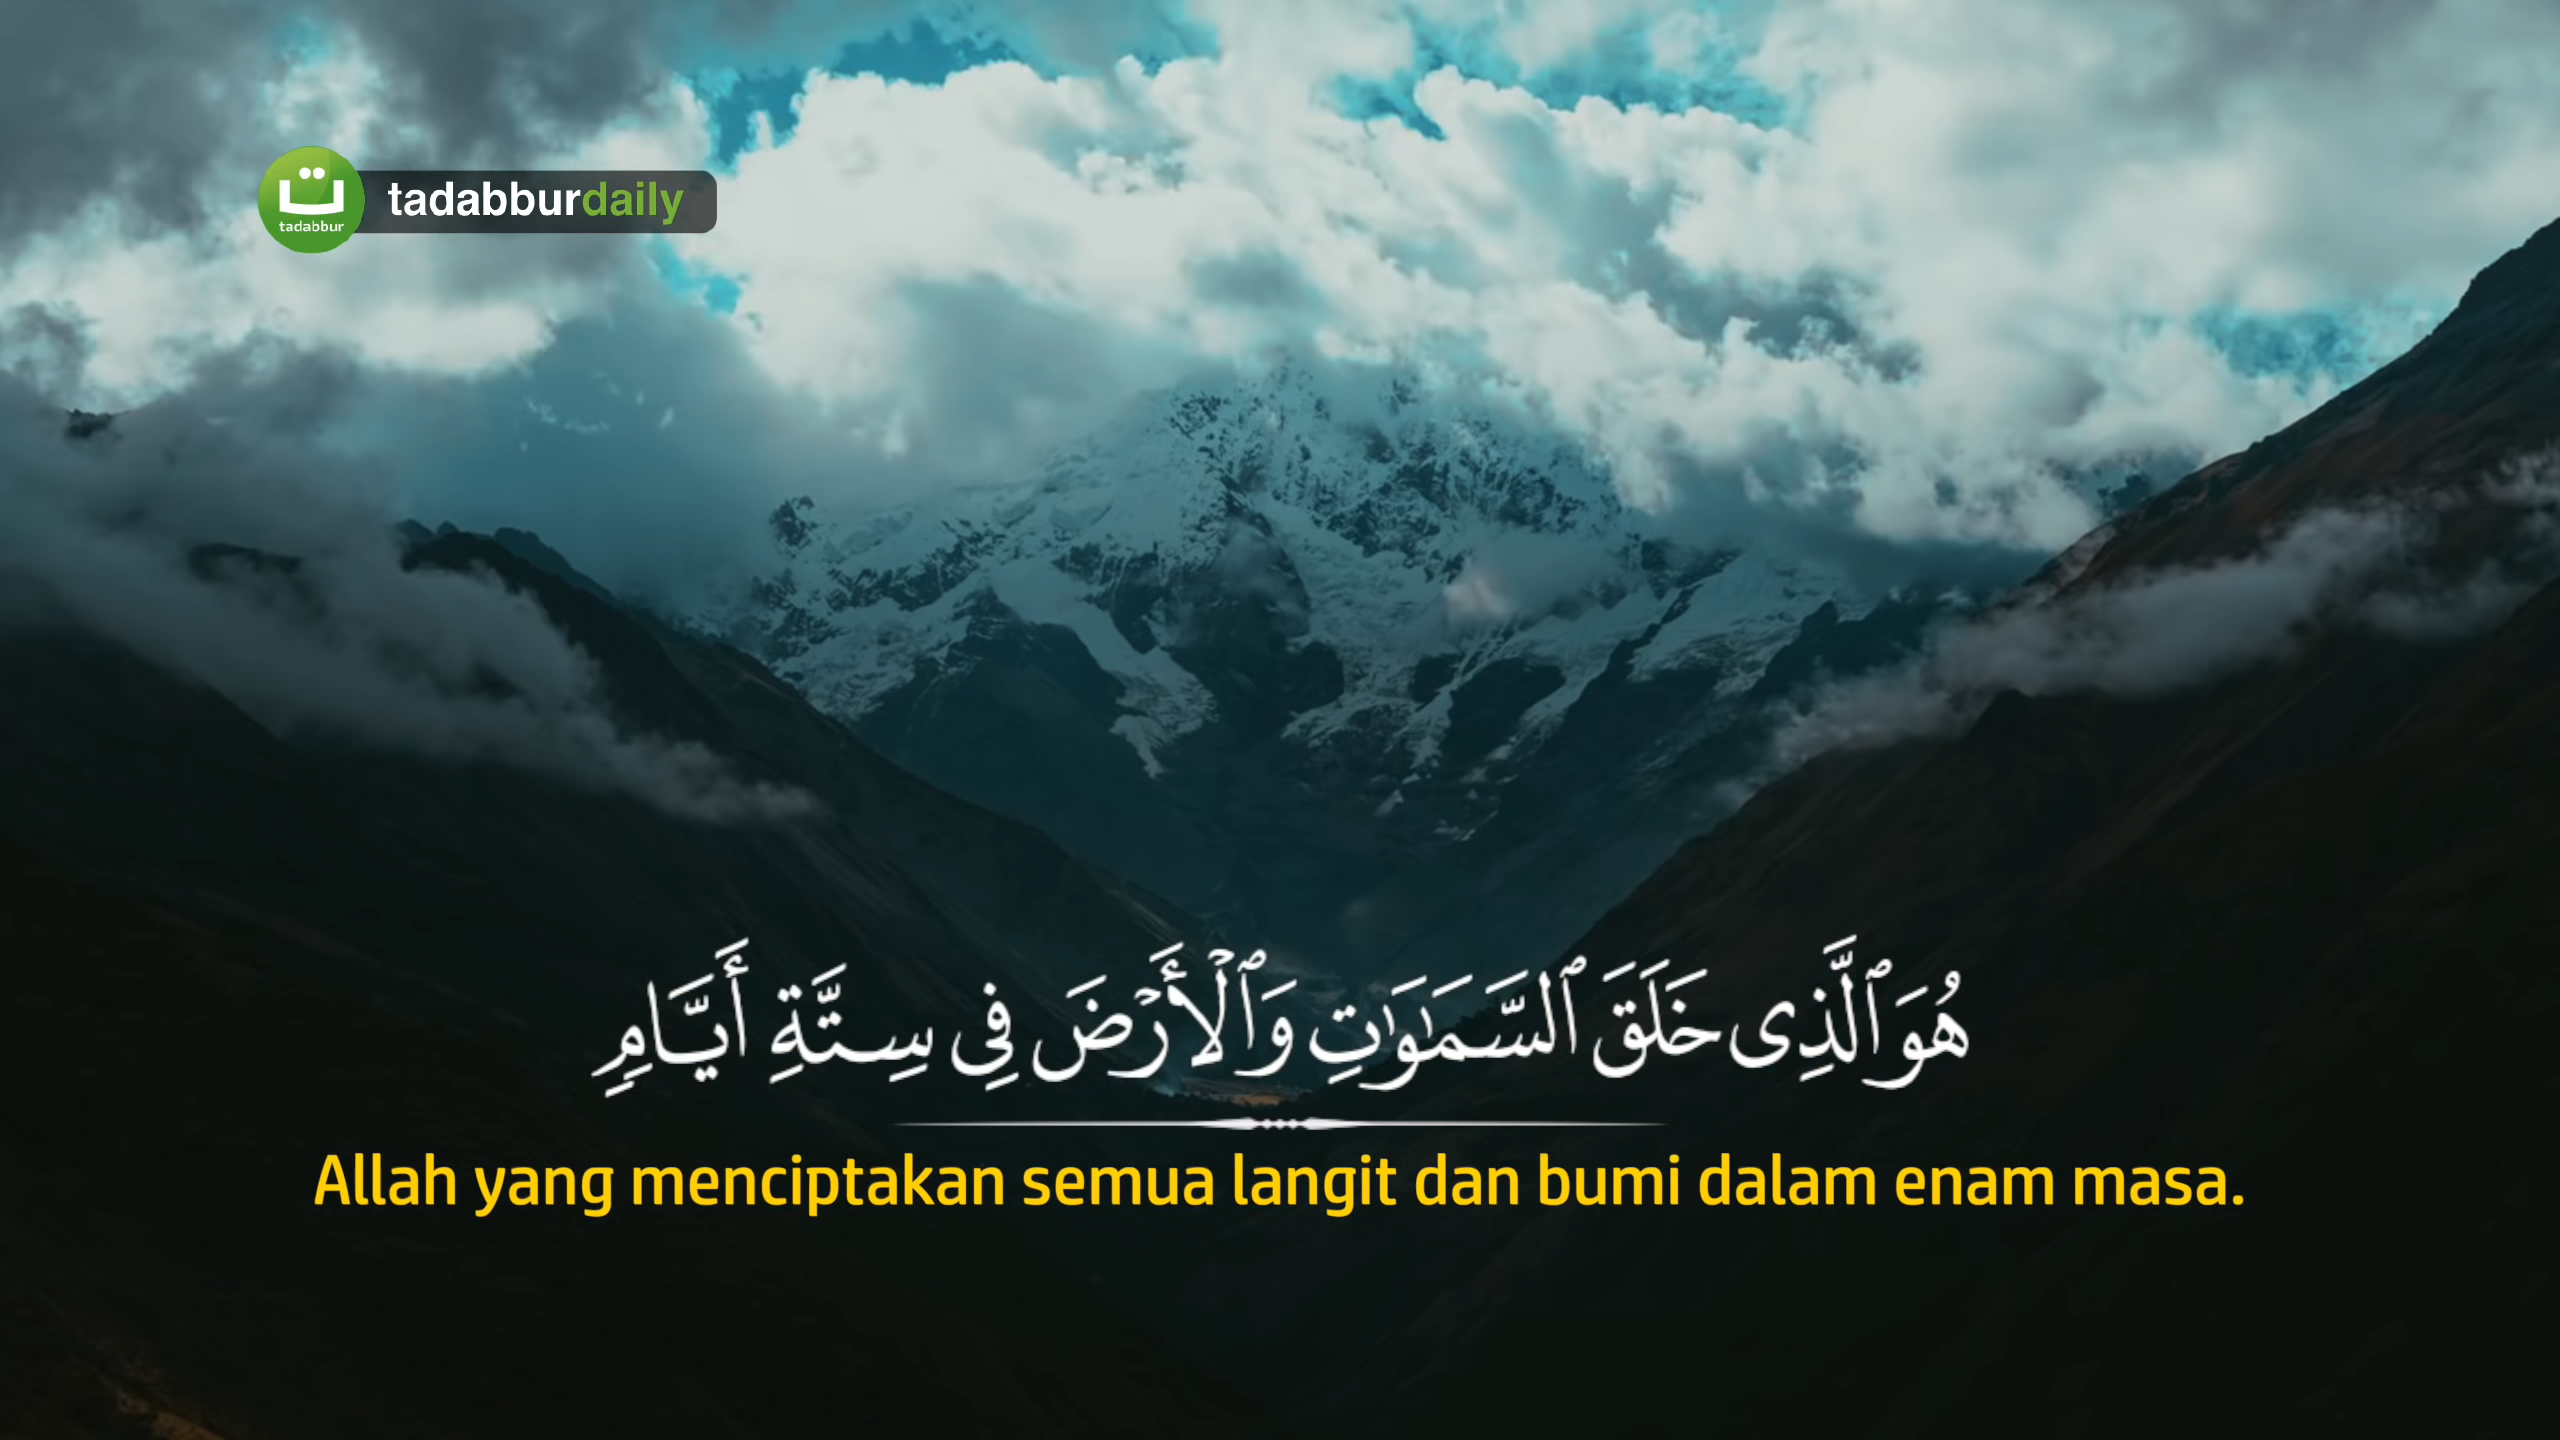 ت
tadabbur
tadabburdaily
هُوَ ٱلَّذِى خَلَقَ ٱلسَّمَـٰوَٰتِ وَٱلْأَرْضَ فِى سِتَّةِ أَيَّامٍ
Allah yang menciptakan semua langit dan bumi dalam enam masa.